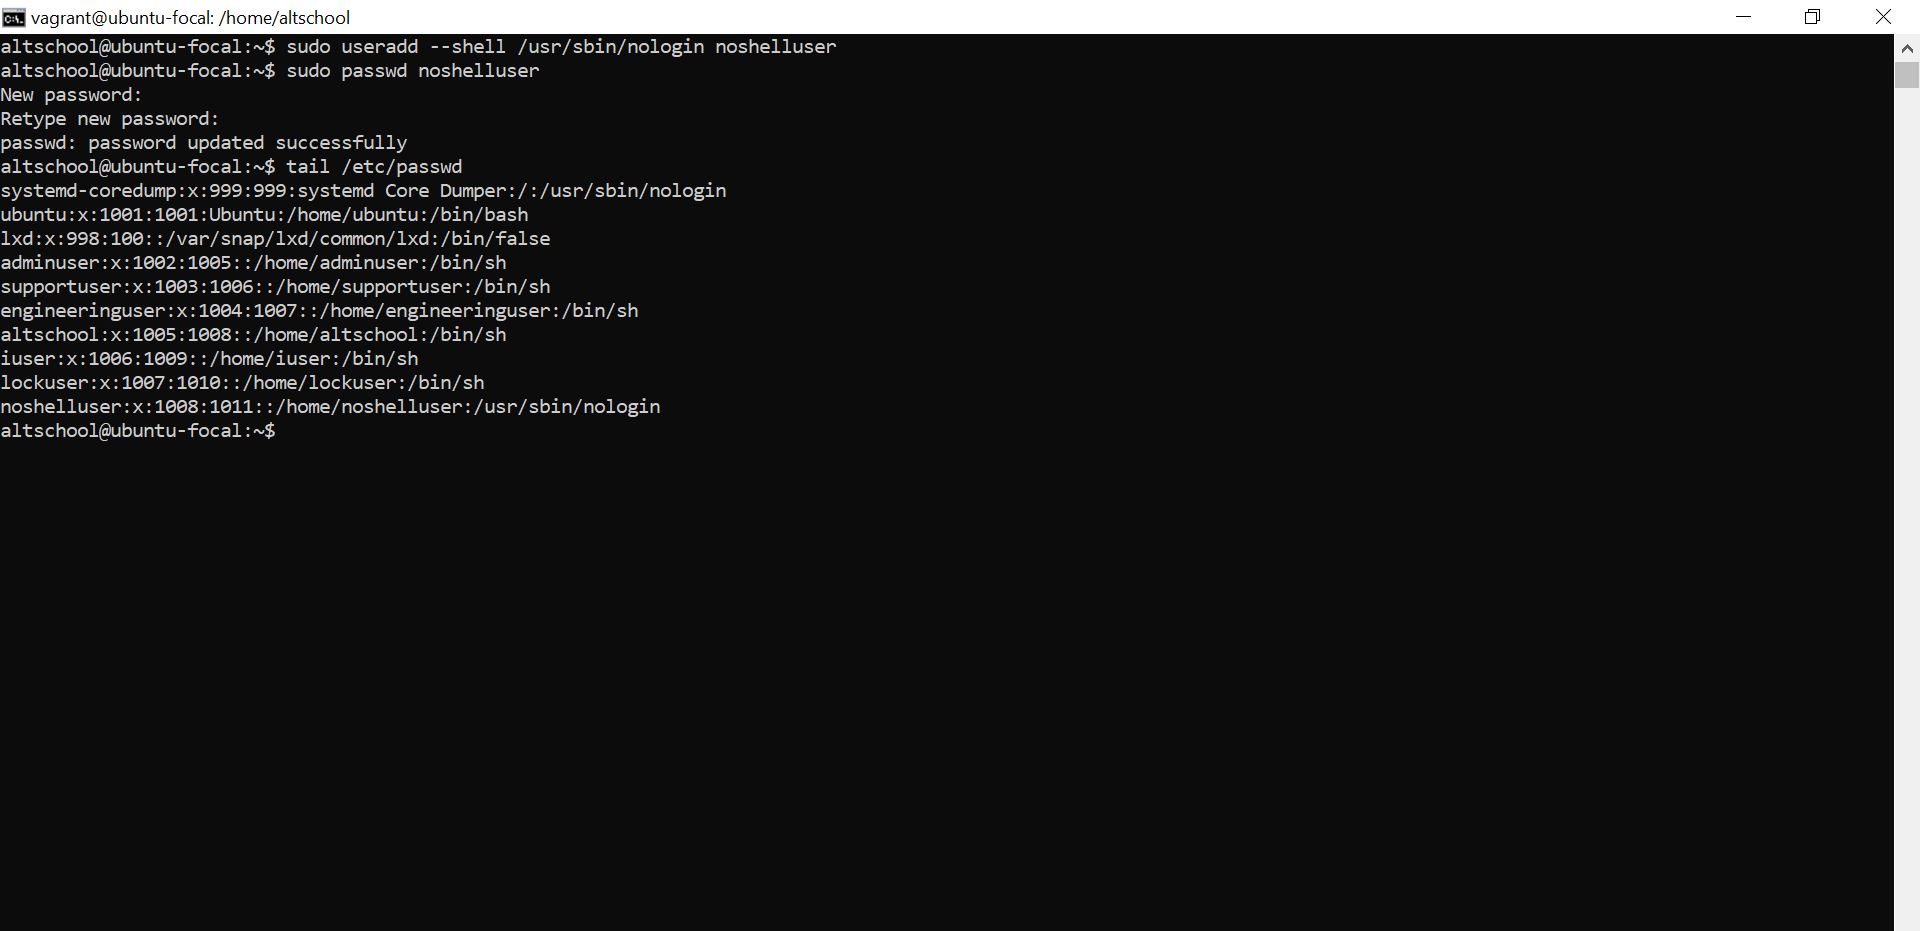 vagrant@ubuntu-focal: /home/altschool
altschool@ubuntu-focal:~$ sudo useradd --shell /usr/sbin/nologin noshelluser
altschool@ubuntu-focal:~$ sudo passwd noshelluser
New password:
Retype new password:
passwd: password updated successfully
altschool@ubuntu-focal:~$ tail /etc/passwd
systemd-coredump:x:999:999:systemd Core Dumper:/:/usr/sbin/nologin
ubuntu:x:1001:1001:Ubuntu:/home/ubuntu:/bin/bash
lxd:x:998:100::/var/snap/lxd/common/lxd:/bin/false
adminuser:x:1002:1005::/home/adminuser:/bin/sh
supportuser:x:1003:1006::/home/supportuser:/bin/sh
engineeringuser:x:1004:1007::/home/engineeringuser:/bin/sh
altschool:x:1005:1008::/home/altschool:/bin/sh
iuser:x:1006:1009::/home/iuser:/bin/sh
lockuser:x:1007:1010::/home/lockuser:/bin/sh
noshelluser:x:1008:1011::/home/noshelluser:/usr/sbin/nologin
altschool@ubuntu-focal:~$